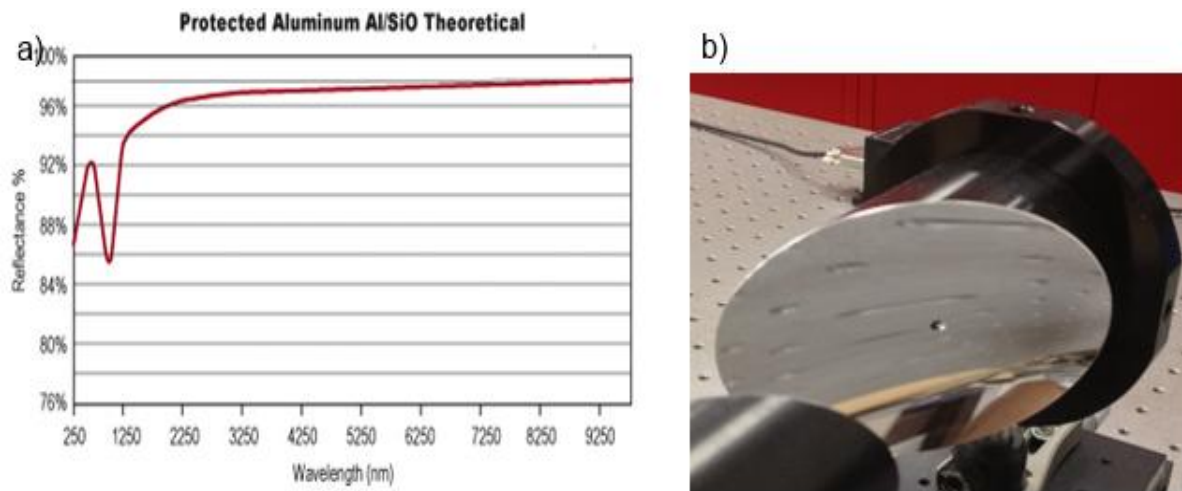 Protected Aluminum Al/SiO Theoretical
a)
100%
96%
92%
88%
84%
80%
76%
Reflectance %
250 1250 2250 3250 4250 5250 6250 7250 8250 9250
Wavelength (nm)
b)